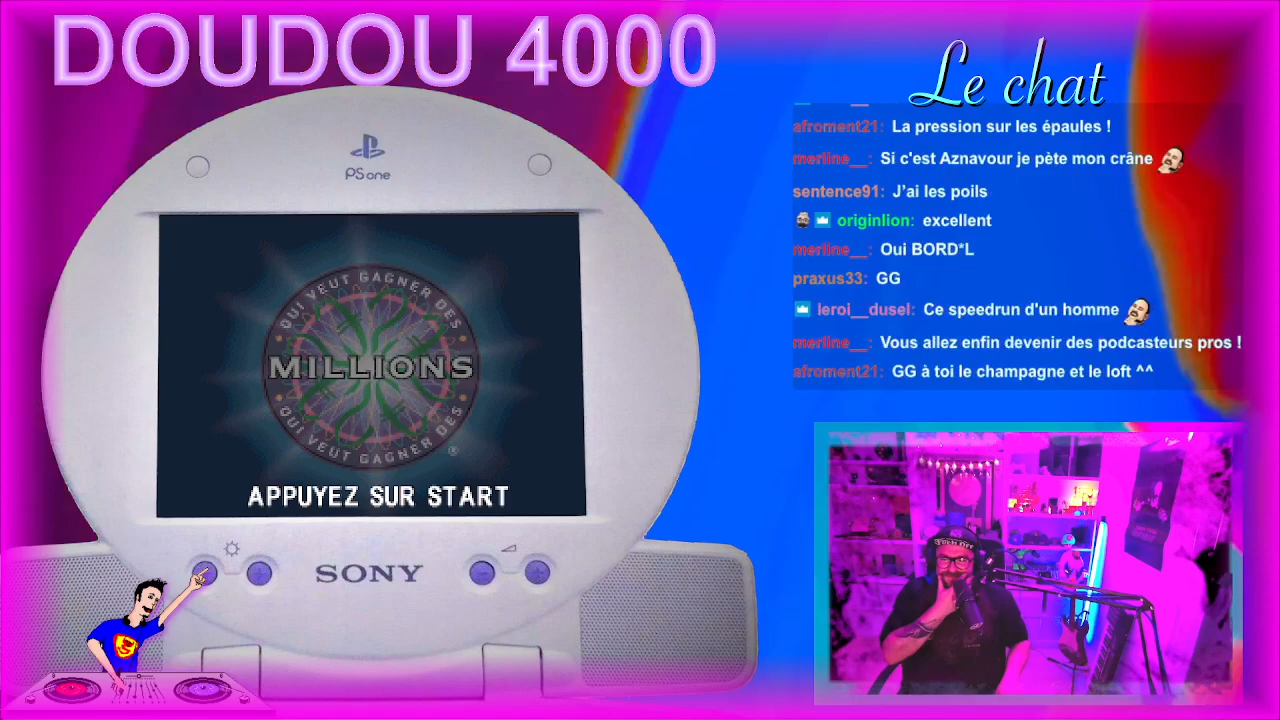 DOUDOU 4000
PS one
QUI VEUT GAGNER DES
MILLIONS
QUI VEUT GAGNER DES
®
APPUYEZ SUR START
SONY
Le chat
afroment21: La pression sur les épaules !
merline__: Si c'est Aznavour je pète mon crâne
sentence91: J'ai les poils
originlion: excellent
merline__: Oui BORD*L
praxus33: GG
leroi__dusel: Ce speedrun d'un homme
merline__: Vous allez enfin devenir des podcasteurs pros !
afroment21: GG à toi le champagne et le loft ^^